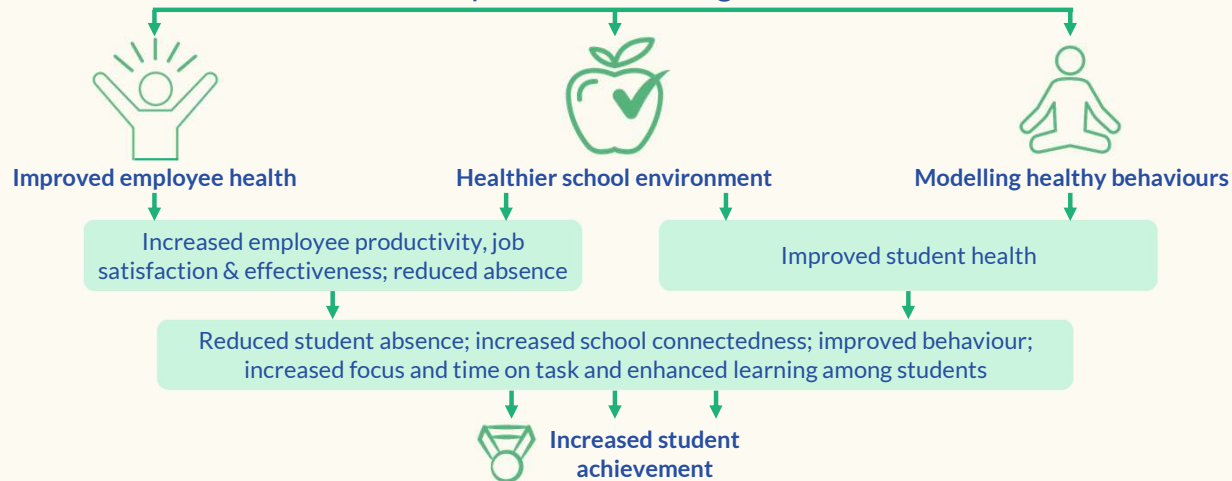 Improved employee health
Healthier school environment
Modelling healthy behaviours
Increased employee productivity, job
satisfaction & effectiveness; reduced absence
Improved student health
Reduced student absence; increased school connectedness; improved behaviour;
increased focus and time on task and enhanced learning among students
Increased student
achievement